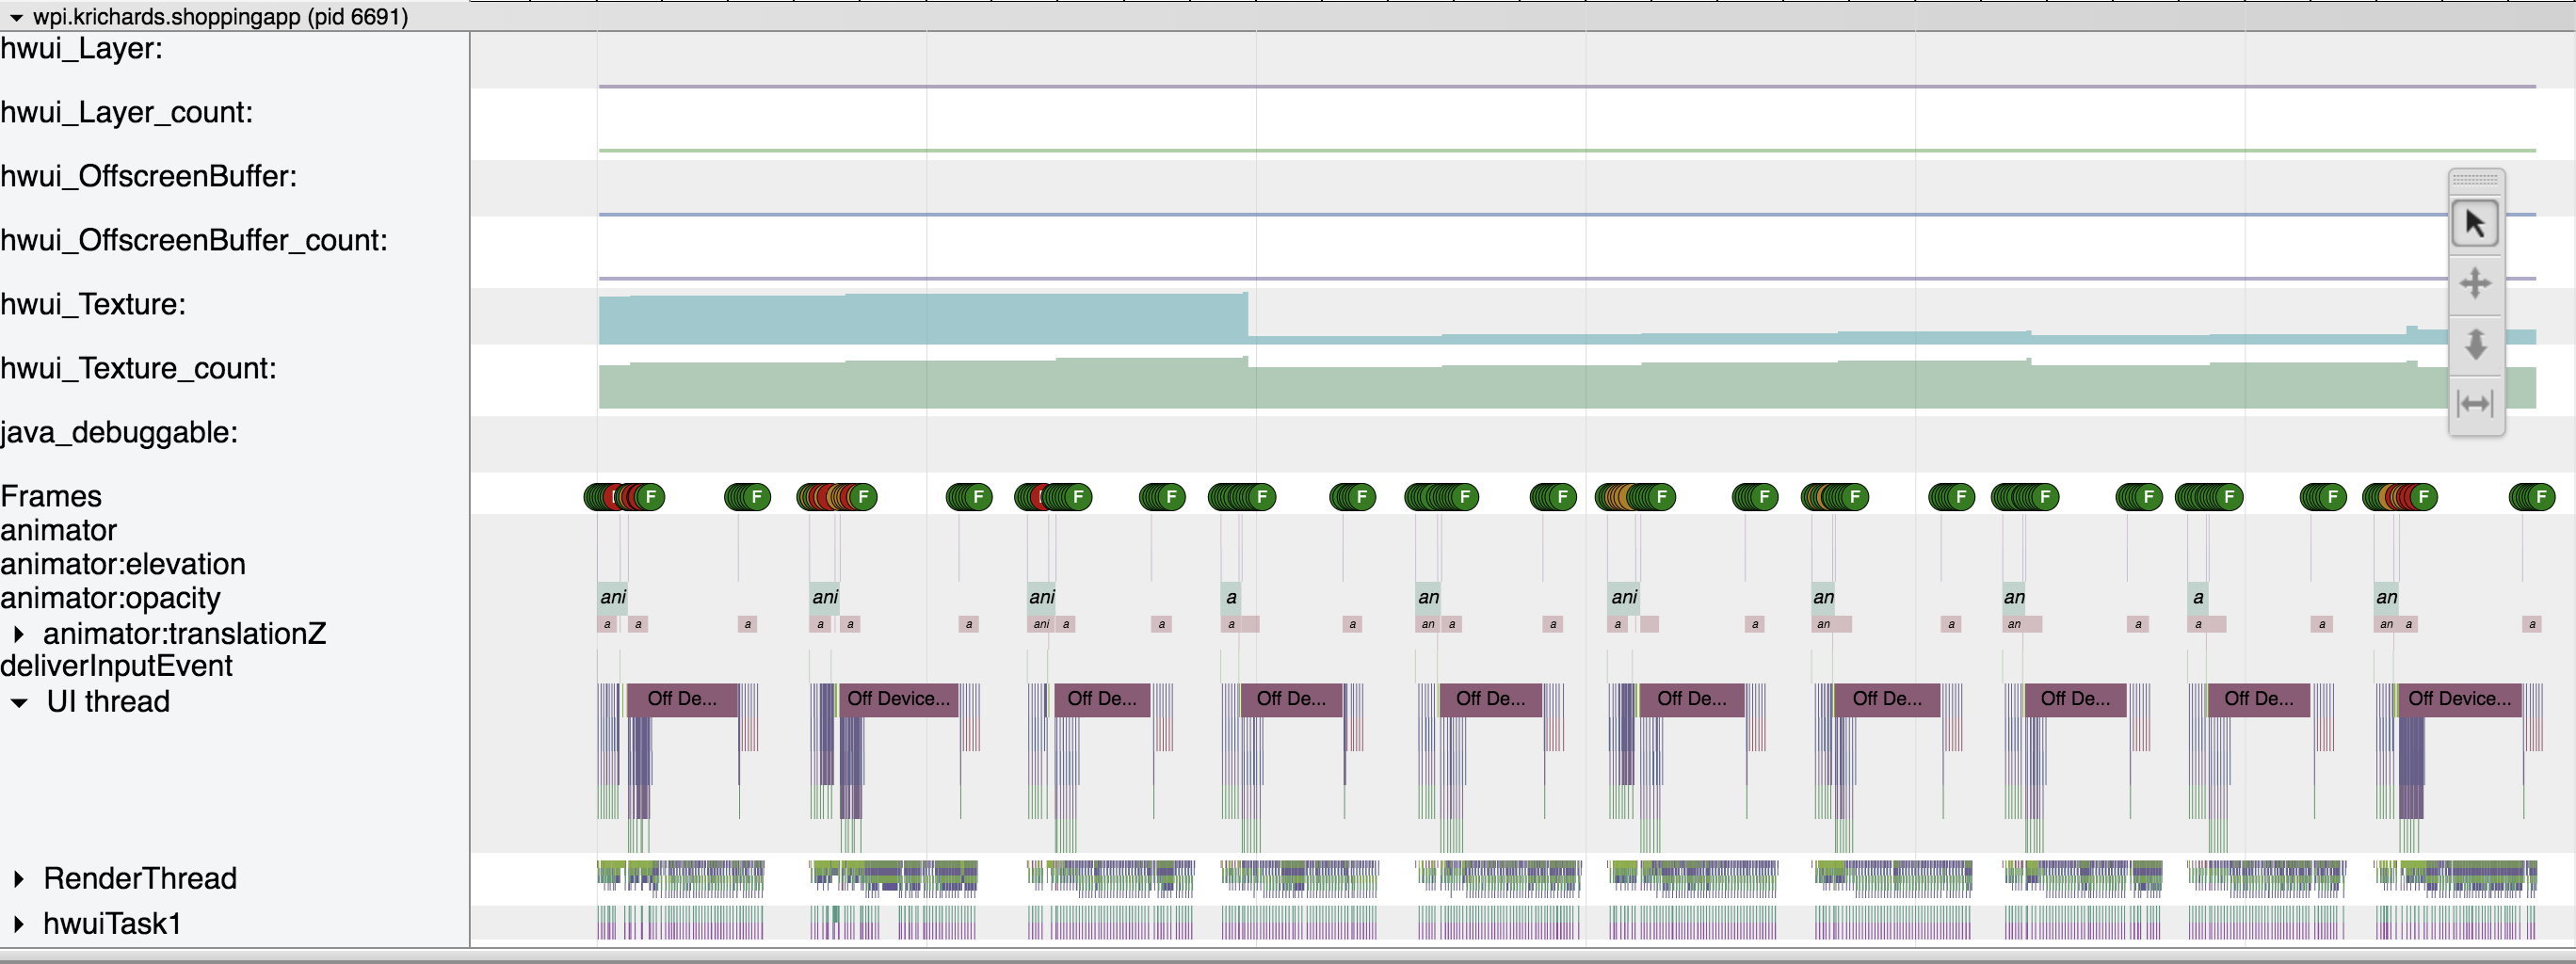 wpi.krichards.shoppingapp (pid 6691)
hwui_Layer:
hwui_Layer_count:
hwui_OffscreenBuffer:
hwui_OffscreenBuffer_count:
hwui_Texture:
hwui_Texture_count:
java_debuggable:
Frames F F F F F F F F F F F F F F F F F F F F
animator
animator:elevation
animator:opacity ani ani ani a an ani an an a an
animator:translationZ a a a a a a ani a a a a an a a a a an a an a a a an a a
deliverInputEvent
UI thread Off De... Off Device... Off De... Off De... Off De... Off De... Off De... Off De... Off De... Off Device...
RenderThread
hwuiTask1